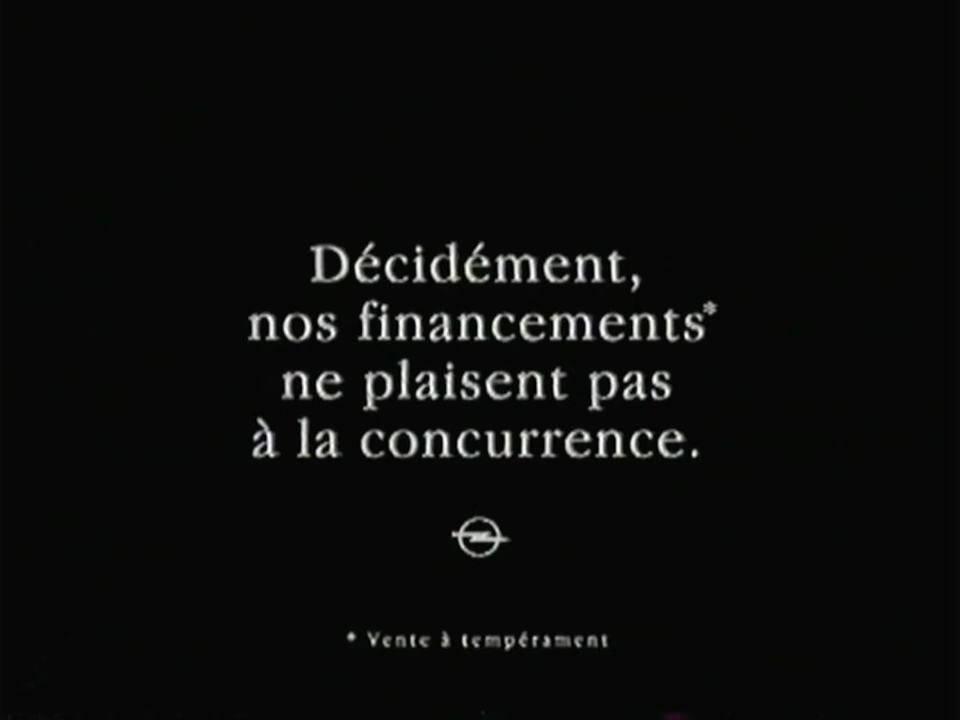 Décidément,
nos financements*
ne plaisent pas
à la concurrence.
* Vente à tempérament